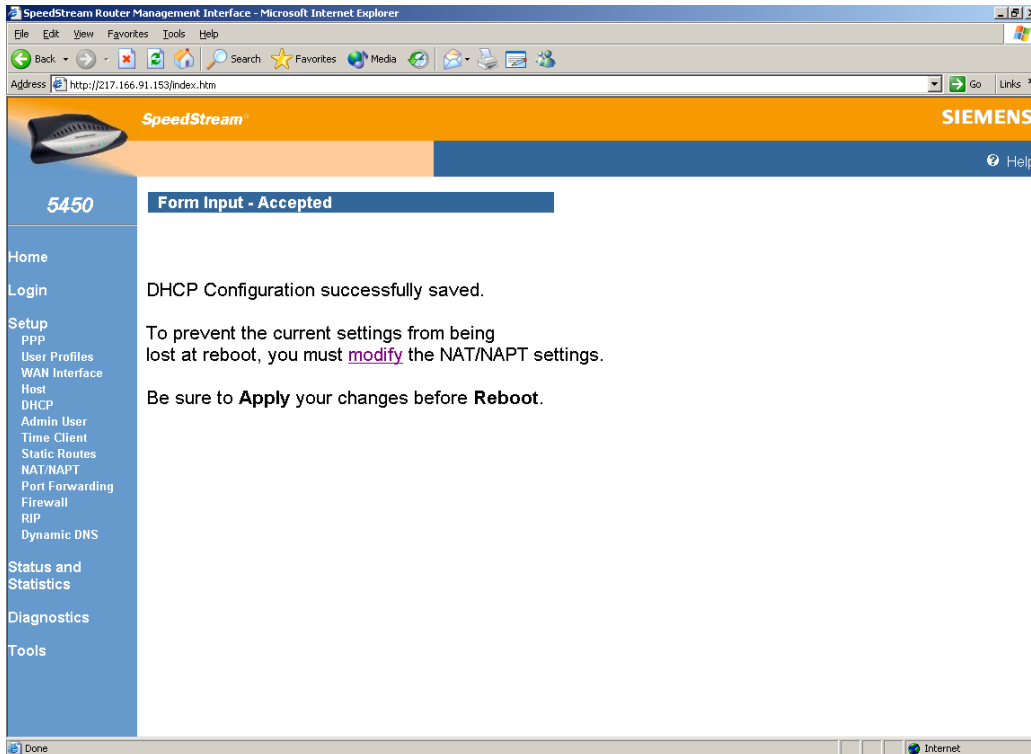 SpeedStream Router Management Interface - Microsoft Internet Explorer
File Edit View Favorites Tools Help
Back Search Favorites Media
Address http://217.166.91.153/index.htm Go Links
SpeedStream SIEMENS
Help
5450
Form Input - Accepted
Home
Login
Setup
PPP
User Profiles
WAN Interface
Host
DHCP
Admin User
Time Client
Static Routes
NAT/NAPT
Port Forwarding
Firewall
RIP
Dynamic DNS
Status and
Statistics
Diagnostics
Tools
DHCP Configuration successfully saved.
To prevent the current settings from being
lost at reboot, you must modify the NAT/NAPT settings.
Be sure to Apply your changes before Reboot.
Done Internet